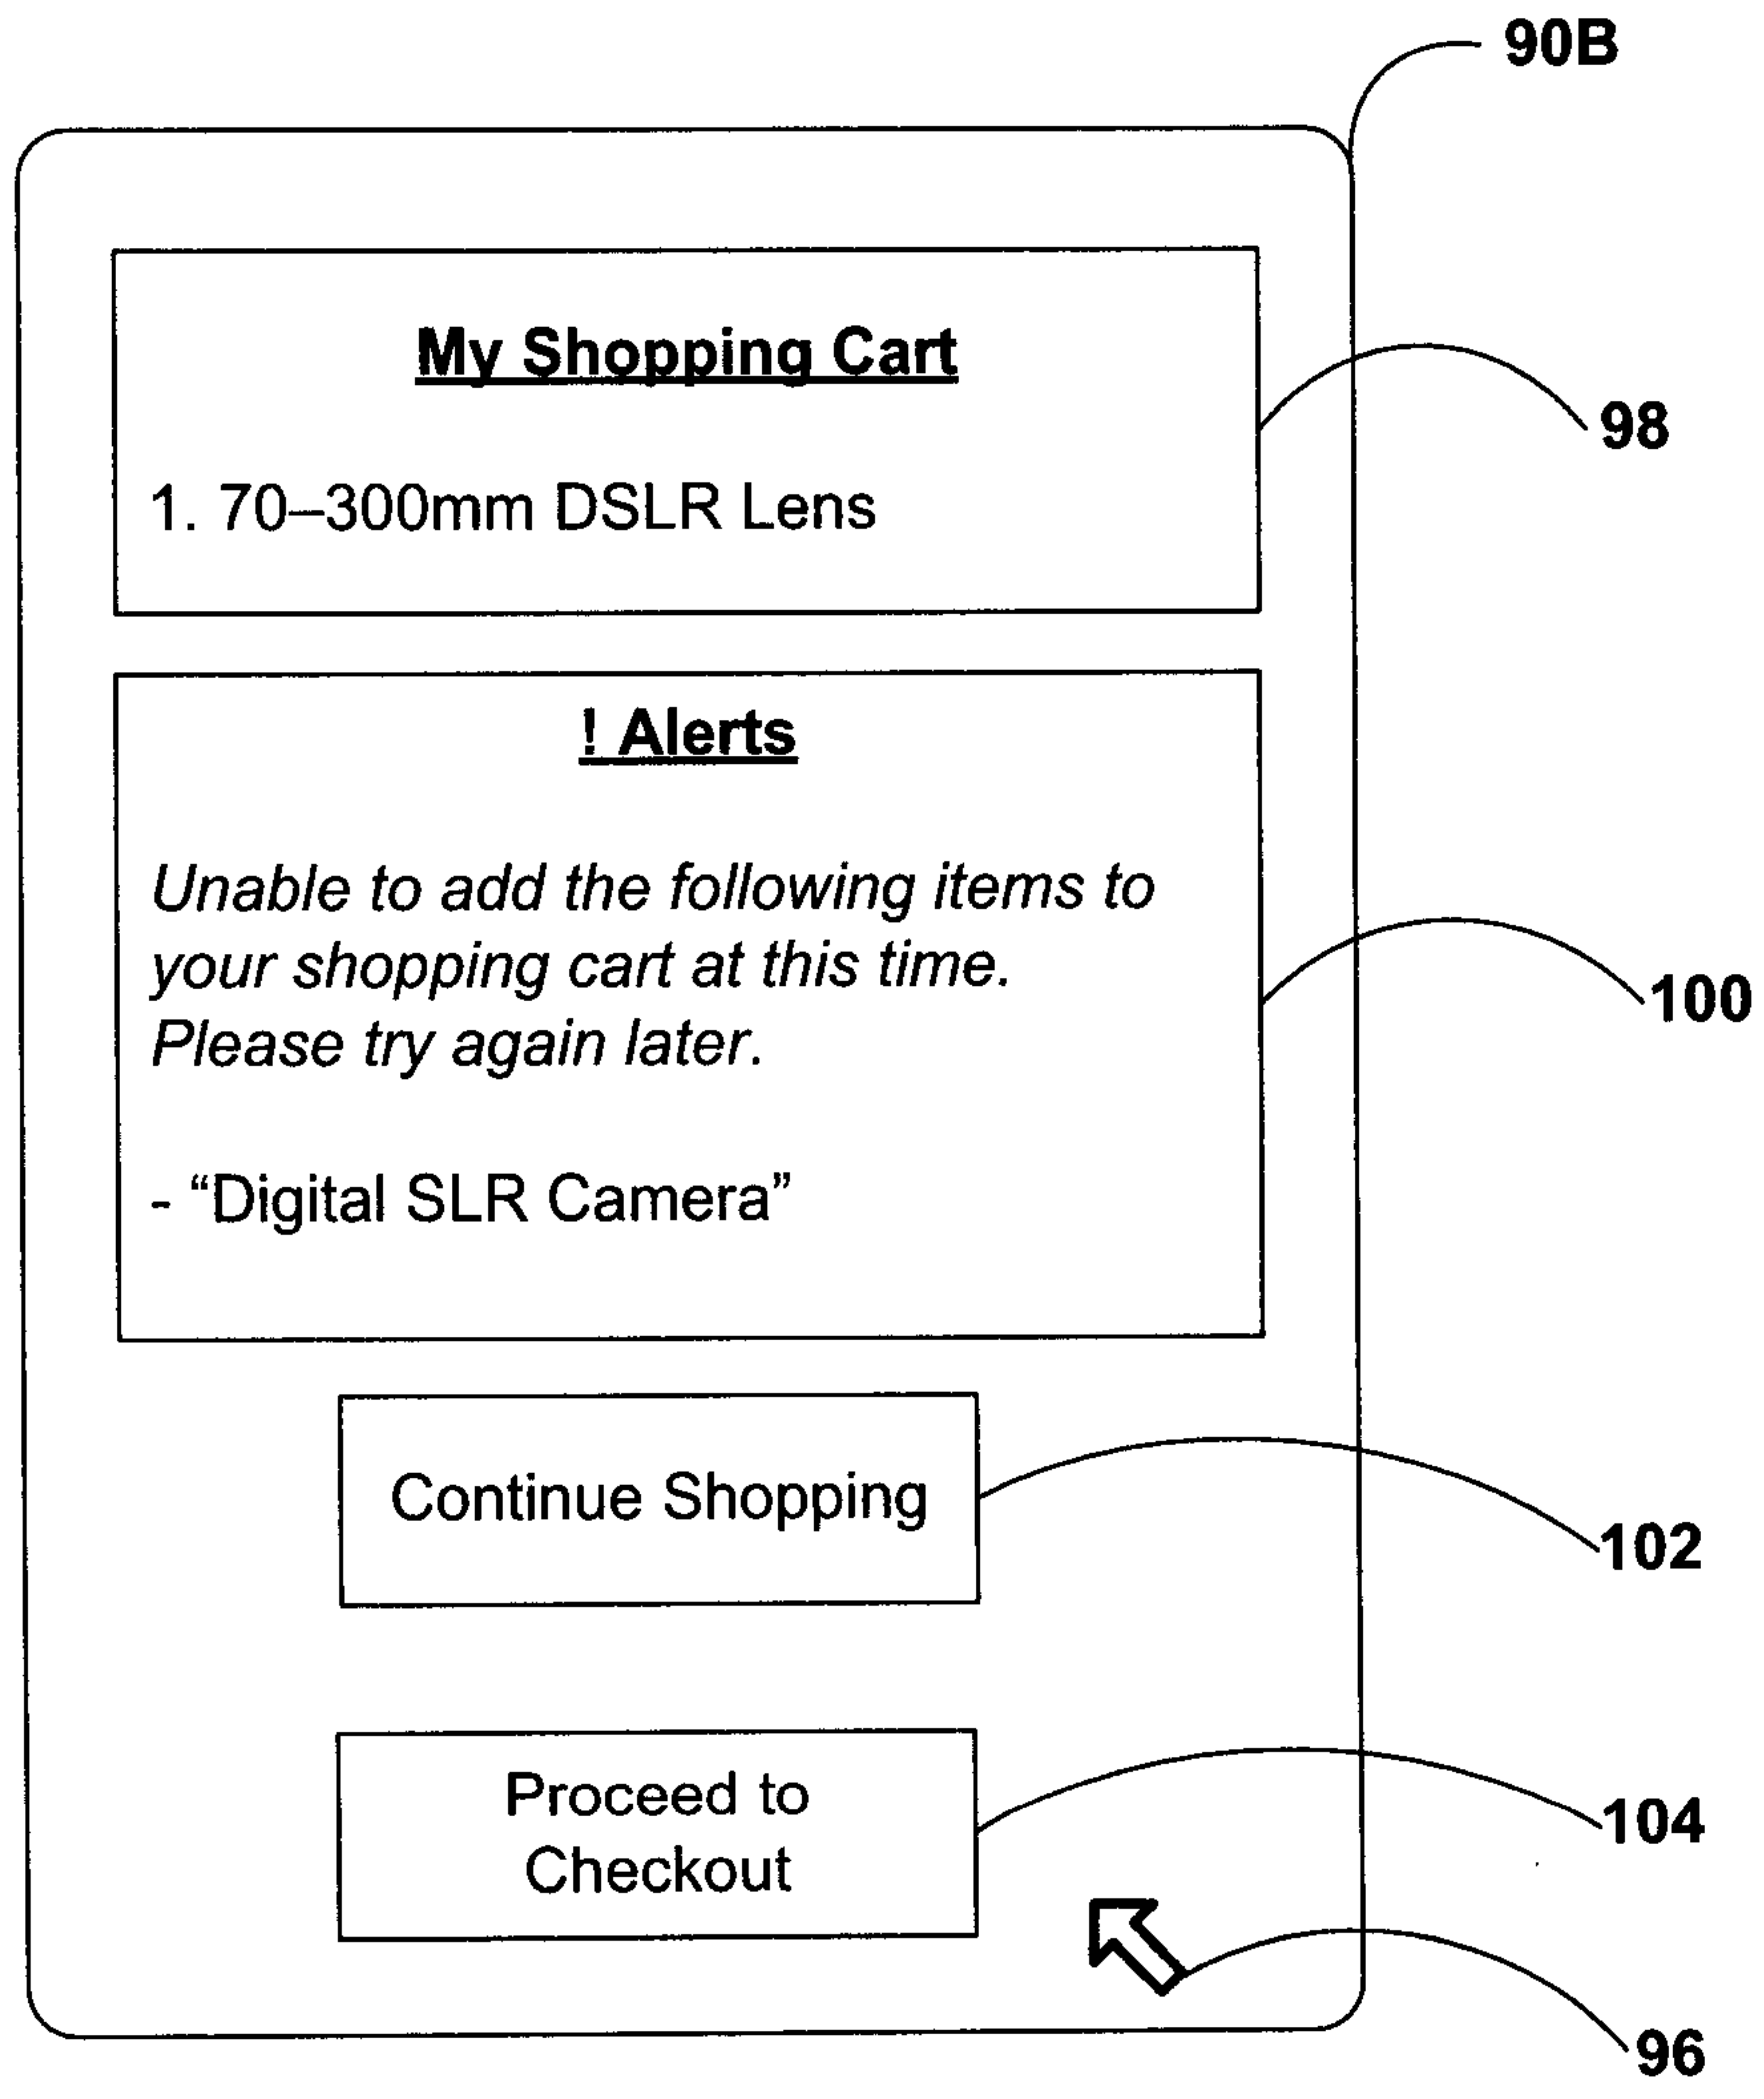 90B
My Shopping Cart
98
1. 70–300mm DSLR Lens
! Alerts
Unable to add the following items to
your shopping cart at this time.
100
Please try again later.
- “Digital SLR Camera”
Continue Shopping
102
Proceed to
104
Checkout
96